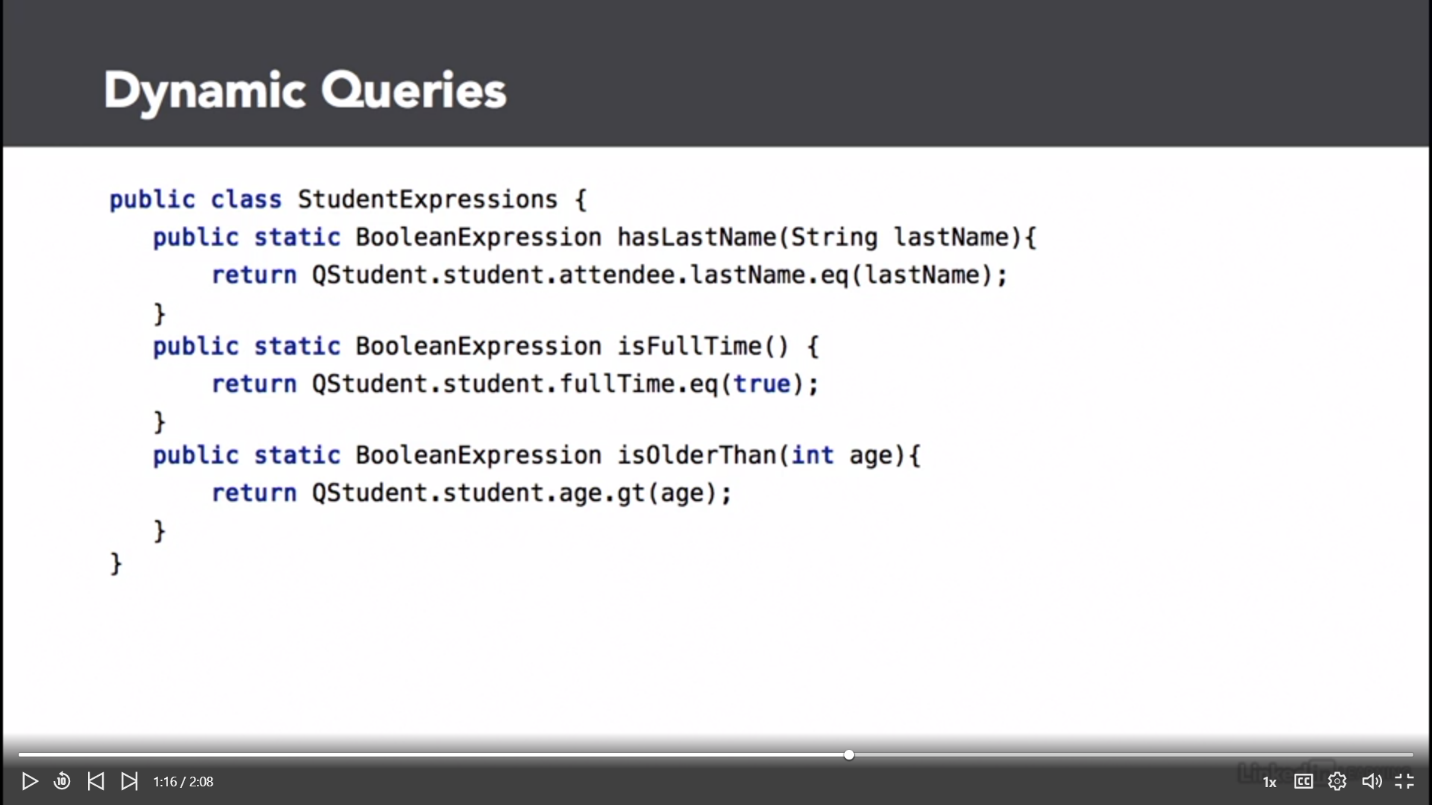 Dynamic Queries
public class StudentExpressions {
public static BooleanExpression hasLastName(String lastName){
return QStudent.student.attendee.lastName.eq(lastName);
}
public static BooleanExpression isFullTime() {
return QStudent.student.fullTime.eq(true);
}
public static BooleanExpression isOlderThan(int age){
return QStudent.student.age.gt(age);
}
}
10
1:16 / 2:08
1x
CC